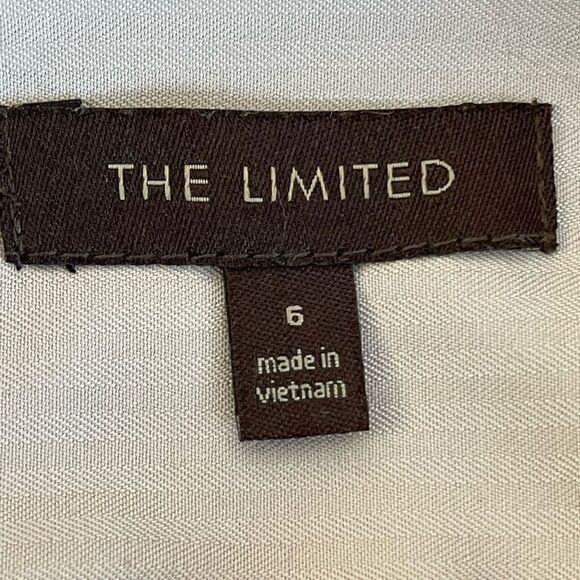 THE LIMITED
6
made in
vietnam